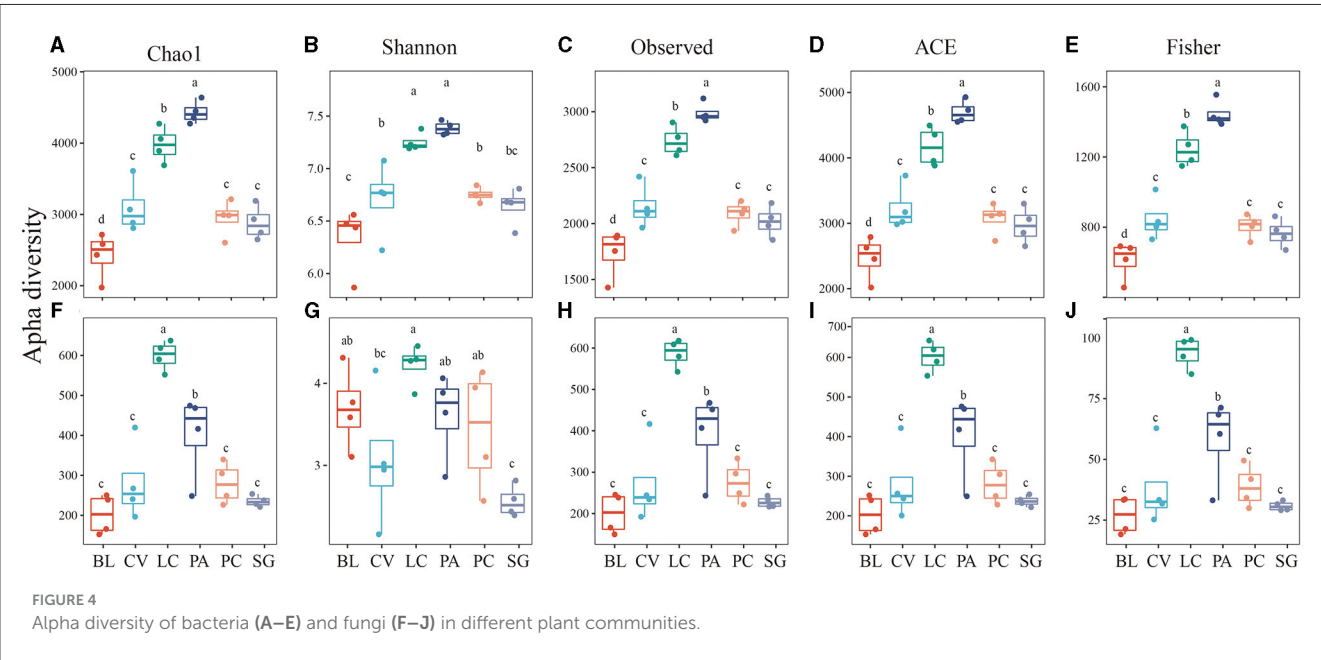 A Chao1
B Shannon
C Observed
D ACE
E Fisher
Apha diversity
5000
4000
3000
2000
d c b a c c
7.5
7.0
6.5
6.0
c b a a b bc
3000
2500
2000
1500
d c b a c c
5000
4000
3000
2000
d c b a c c
1600
1200
800
d c b a c c
F
G
H
I
J
600
500
400
300
200
c c a b c c
4
3
ab bc a ab ab c
600
500
400
300
200
c c a b c c
700
600
500
400
300
200
c c a b c c
100
75
50
25
c c a b c c
BL CV LC PA PC SG
BL CV LC PA PC SG
BL CV LC PA PC SG
BL CV LC PA PC SG
BL CV LC PA PC SG
FIGURE 4
Alpha diversity of bacteria (A–E) and fungi (F–J) in different plant communities.